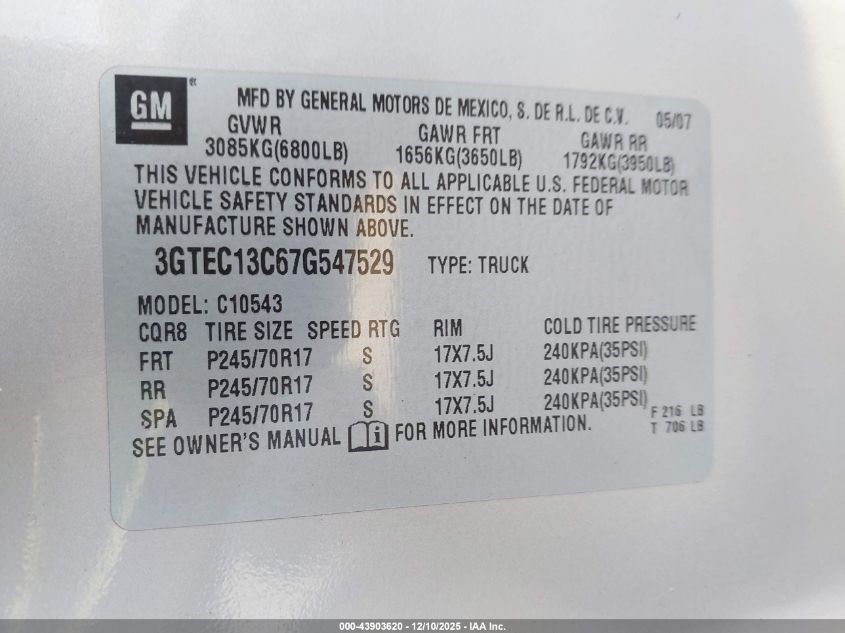 GM ®
MFD BY GENERAL MOTORS DE MEXICO, S. DE R.L. DE C.V. 05/07
GVWR GAWR FRT GAWR RR
3085KG(6800LB) 1656KG(3650LB) 1792KG(3950LB)
THIS VEHICLE CONFORMS TO ALL APPLICABLE U.S. FEDERAL MOTOR
VEHICLE SAFETY STANDARDS IN EFFECT ON THE DATE OF
MANUFACTURE SHOWN ABOVE.
3GTEC13C67G547529 TYPE: TRUCK
MODEL: C10543
CQR8 TIRE SIZE SPEED RTG RIM COLD TIRE PRESSURE
FRT P245/70R17 S 17X7.5J 240KPA(35PSI)
RR P245/70R17 S 17X7.5J 240KPA(35PSI)
SPA P245/70R17 S 17X7.5J 240KPA(35PSI)
F 216 LB
SEE OWNER'S MANUAL i FOR MORE INFORMATION.
T 706 LB
000-43903620 - 12/10/2025 - IAA Inc.